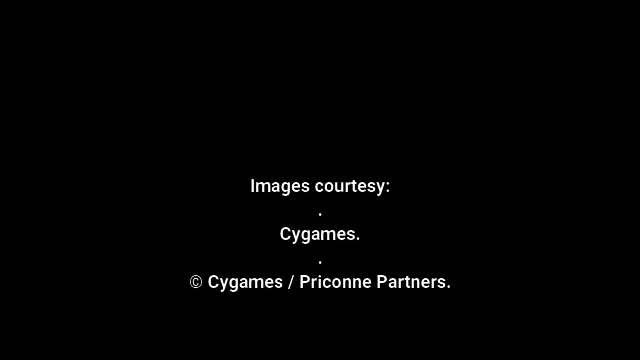 Images courtesy:
.
Cygames.
.
© Cygames / Priconne Partners.